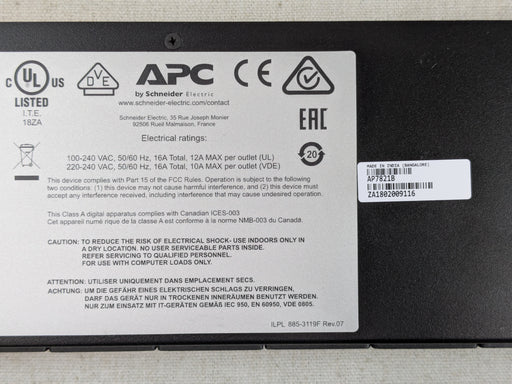 C UL US
LISTED
I.T.E.
18ZA
DVE
APC
by Schneider Electric
www.schneider-electric.com/contact
Schneider Electric, 35 Rue Joseph Monier
92506 Rueil Malmaison, France
CE
EAC
20
Electrical ratings:
100-240 VAC, 50/60 Hz, 16A Total, 12A MAX per outlet (UL)
220-240 VAC, 50/60 Hz, 16A Total, 10A MAX per outlet (VDE)
This device complies with Part 15 of the FCC Rules. Operation is subject to the following
two conditions: (1) this device may not cause harmful interference, and (2) this device must
accept any interference received, including interference that may cause undesired operation.
This Class A digital apparatus complies with Canadian ICES-003
Cet appareil numérique de la classe A est conforme à la norme NMB-003 du Canada.
CAUTION: TO REDUCE THE RISK OF ELECTRICAL SHOCK- USE INDOORS ONLY IN
A DRY LOCATION. NO USER SERVICEABLE PARTS INSIDE.
REFER SERVICING TO QUALIFIED PERSONNEL.
FOR USE WITH COMPUTER LOADS ONLY.
ATTENTION: UTILISER UNIQUEMENT DANS EMPLACEMENT SECS.
ACHTUNG: UM DIE GEFÄHR EINES ELEKTRISCHEN SCHLAGS ZU VERRINGEN,
DARF DAS GERÄT NUR IN TROCKENEN INNERÄUMEN BENUTZT WERDEN.
NUR ZUM EINSATZ MIT IT-GERÄTEN GEMÄß IEC 950, EN 60950, VDE 0805.
ILPL 885-3119F Rev.07
MADE IN INDIA (BANGALORE)
AP7821B
ZA1802009116